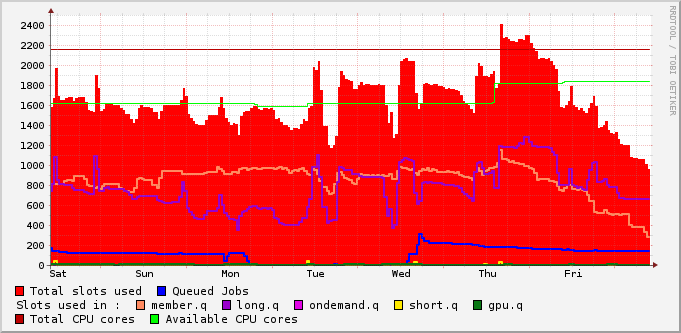 2400
2200
2000
1800
1600
1400
1200
1000
800
600
400
200
0
Sat Sun Mon Tue Wed Thu Fri
Total slots used Queued Jobs
Slots used in : member.q long.q ondemand.q short.q gpu.q
Total CPU cores Available CPU cores
RRDTOOL / TOBI OETIKER